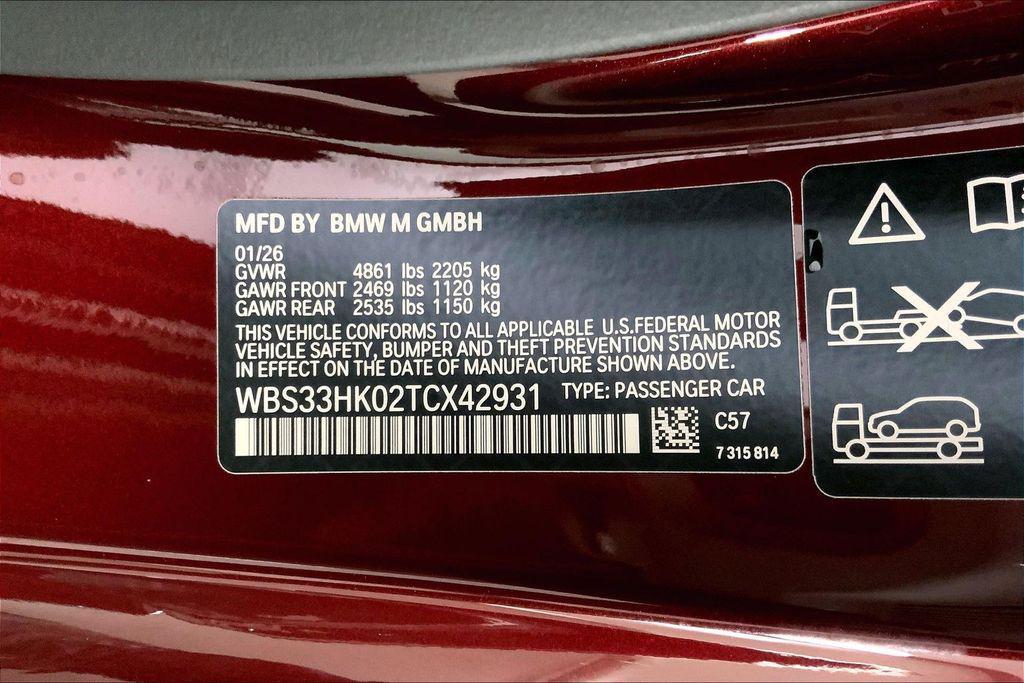 MFD BY BMW M GMBH
01/26
GVWR 4861 lbs 2205 kg
GAWR FRONT 2469 lbs 1120 kg
GAWR REAR 2535 lbs 1150 kg
THIS VEHICLE CONFORMS TO ALL APPLICABLE U.S.FEDERAL MOTOR
VEHICLE SAFETY, BUMPER AND THEFT PREVENTION STANDARDS
IN EFFECT ON THE DATE OF MANUFACTURE SHOWN ABOVE.
WBS33HK02TCX42931 TYPE: PASSENGER CAR
C57
7 315 814